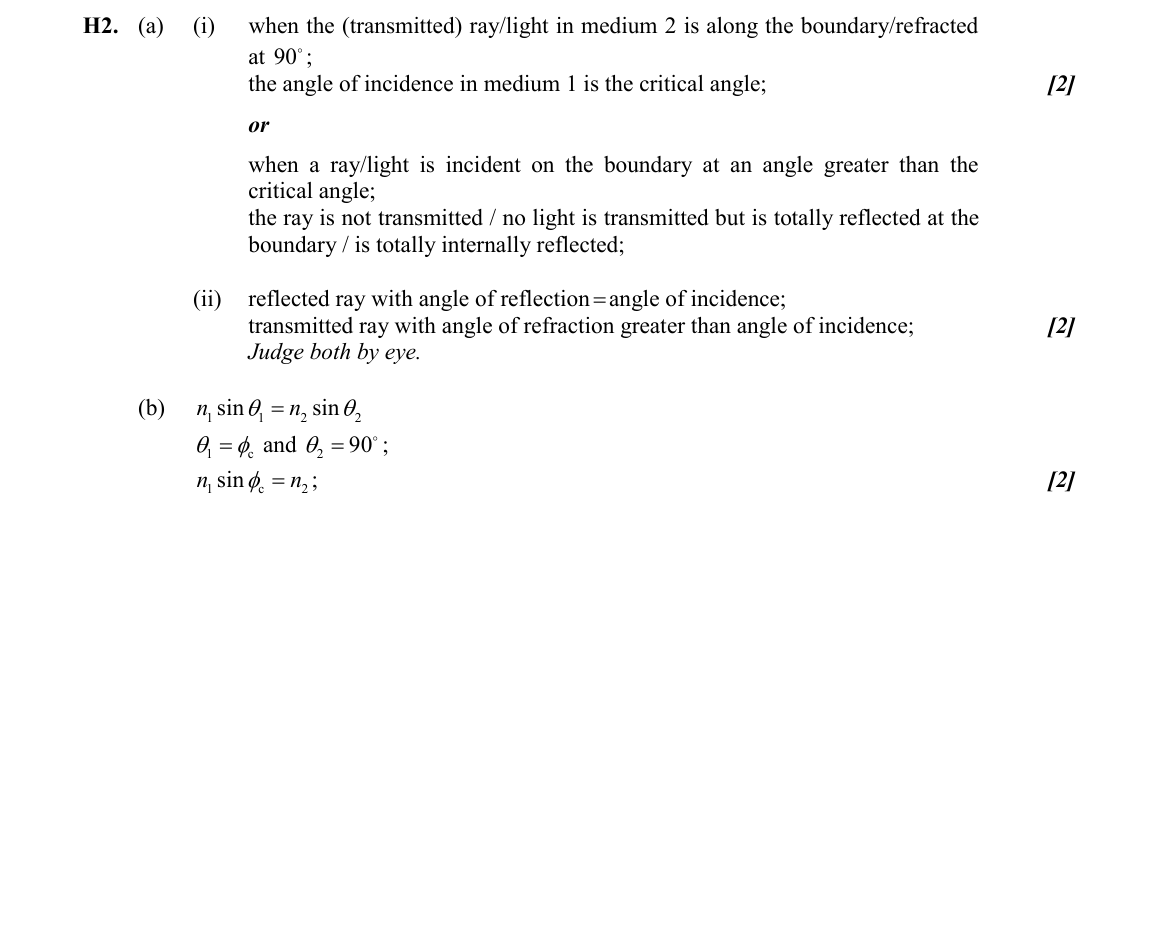 H2. (a) (i) when the (transmitted) ray/light in medium 2 is along the boundary/refracted
at 90°;
the angle of incidence in medium 1 is the critical angle; [2]
or
when a ray/light is incident on the boundary at an angle greater than the
critical angle;
the ray is not transmitted / no light is transmitted but is totally reflected at the
boundary / is totally internally reflected;
(ii) reflected ray with angle of reflection = angle of incidence;
transmitted ray with angle of refraction greater than angle of incidence; [2]
Judge both by eye.
(b) n₁ sin θ₁ = n₂ sin θ₂
θ₁ = ϕ_c and θ₂ = 90°;
n₁ sin ϕ_c = n₂; [2]